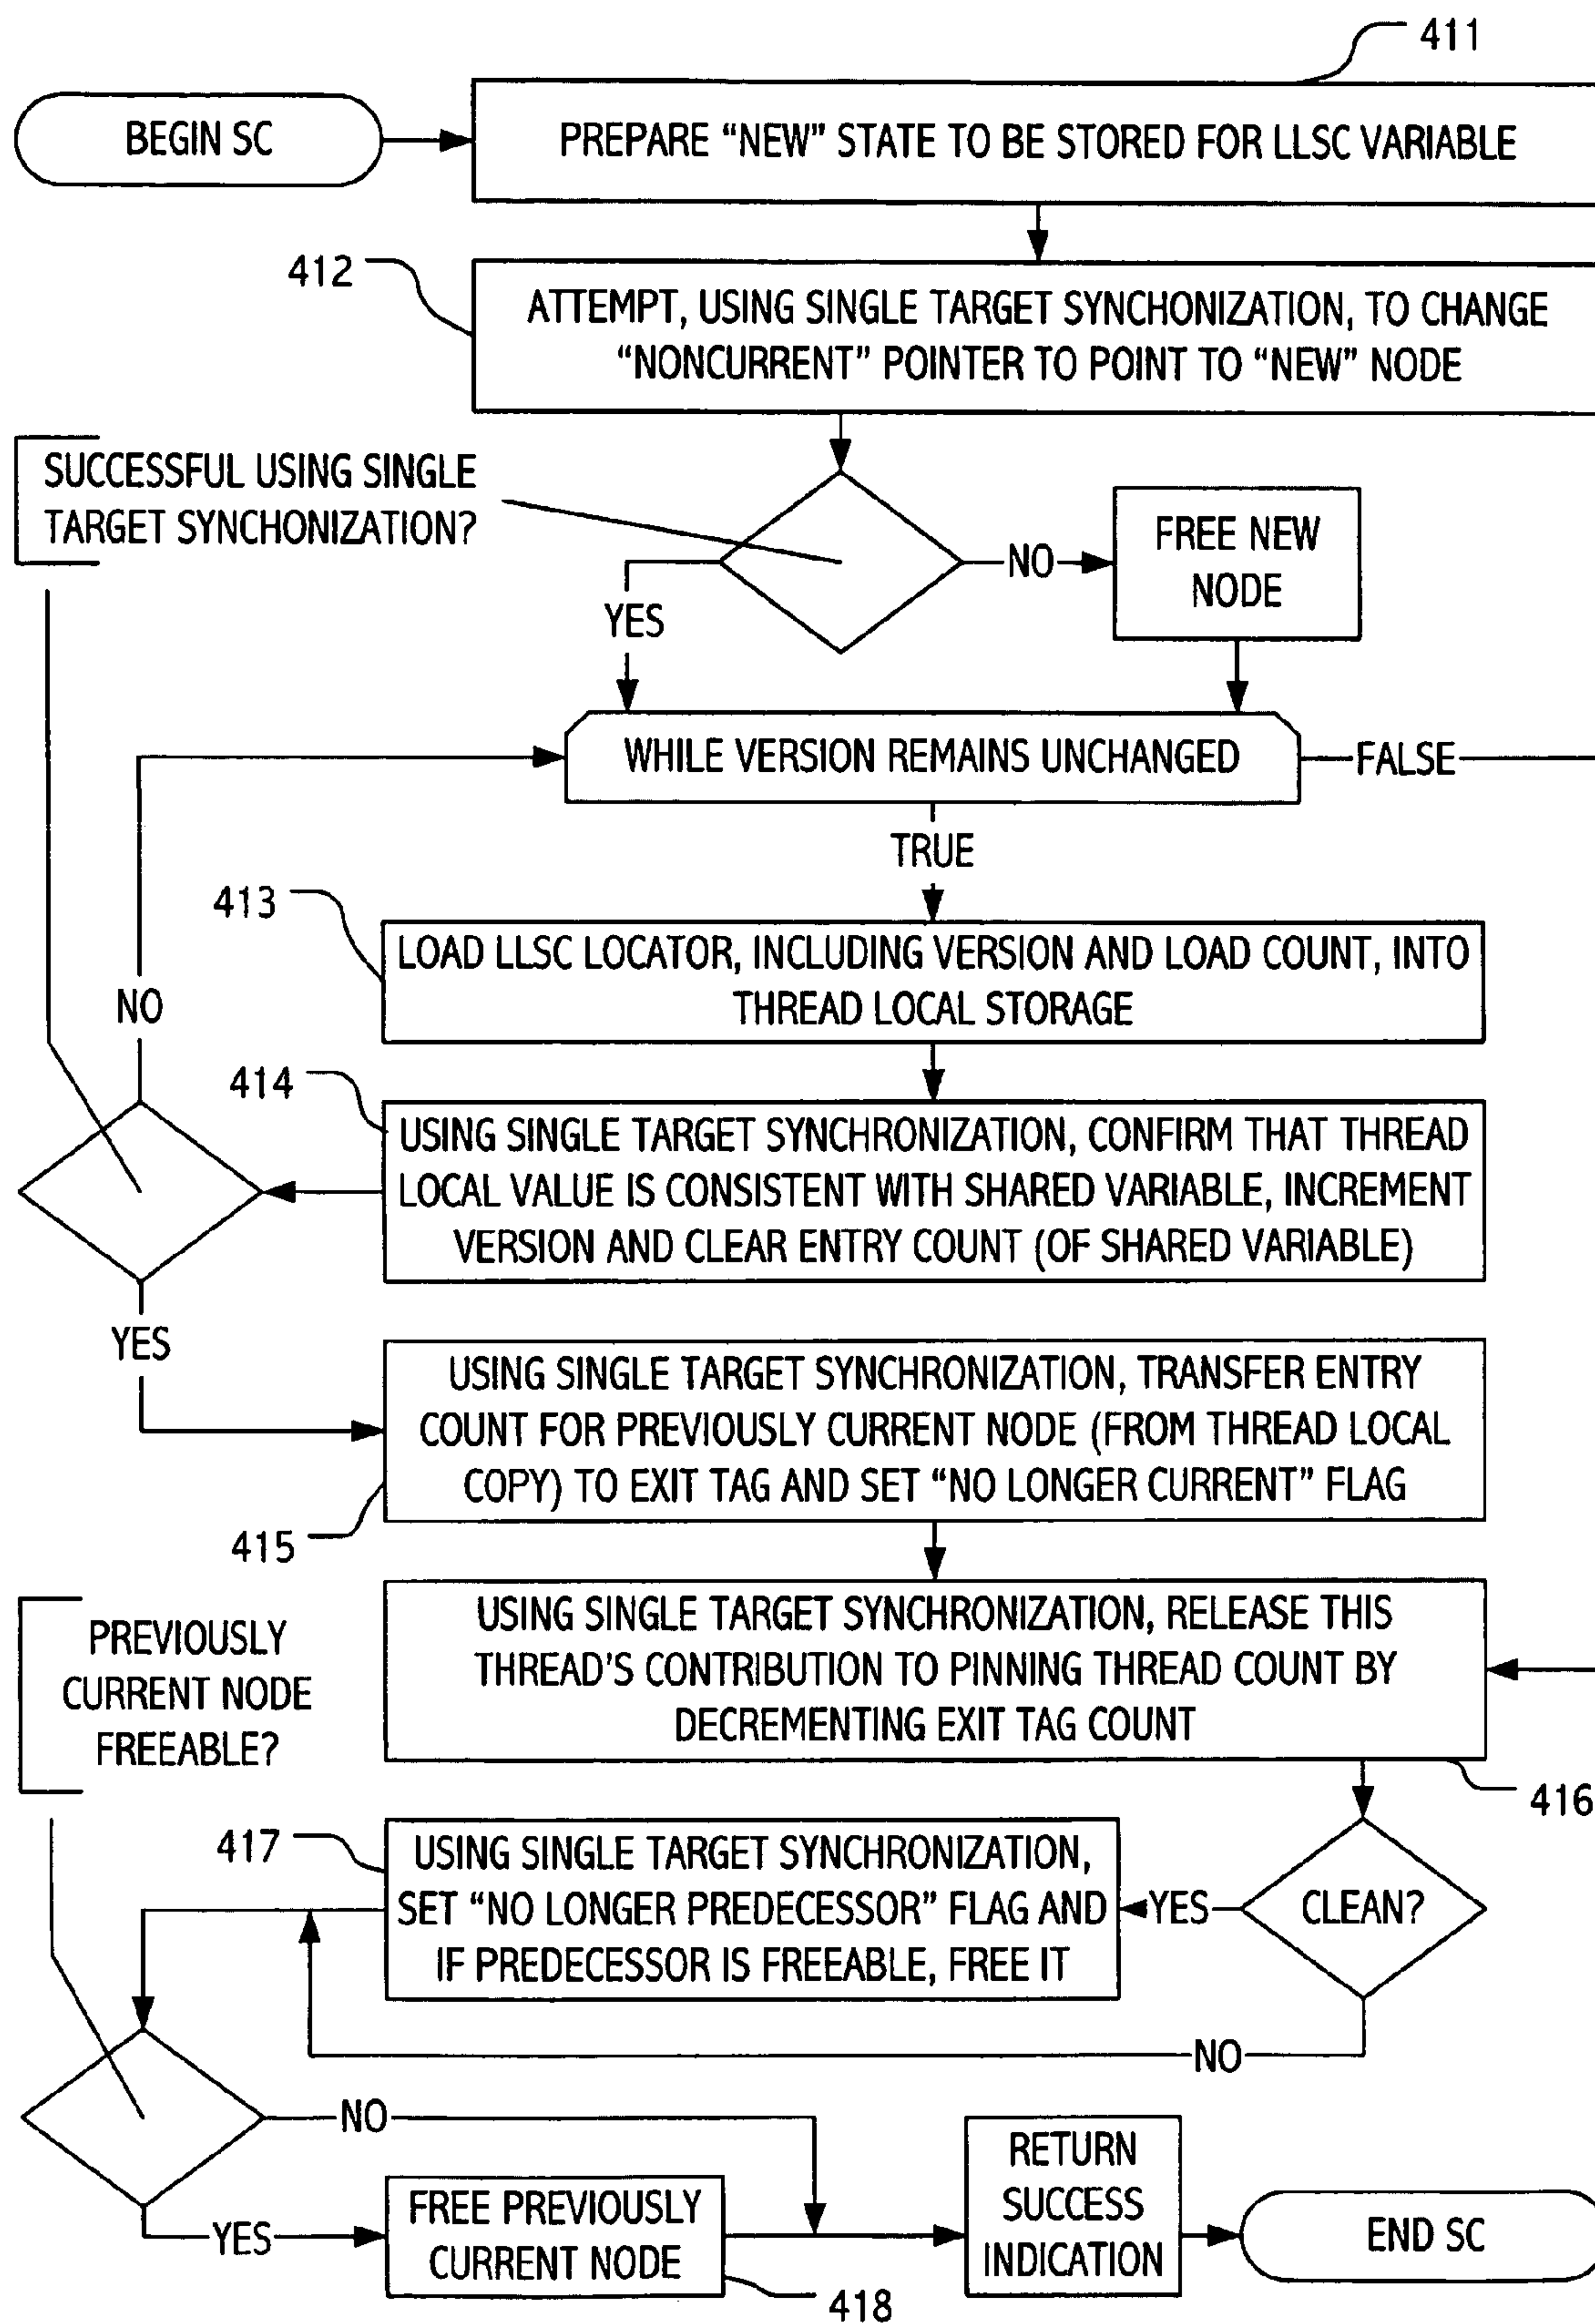 411
BEGIN SC
PREPARE “NEW” STATE TO BE STORED FOR LLSC VARIABLE
412
ATTEMPT, USING SINGLE TARGET SYNCHONIZATION, TO CHANGE
“NONCURRENT” POINTER TO POINT TO “NEW” NODE
SUCCESSFUL USING SINGLE
TARGET SYNCHONIZATION?
NO
FREE NEW
NODE
YES
WHILE VERSION REMAINS UNCHANGED
FALSE
TRUE
413
LOAD LLSC LOCATOR, INCLUDING VERSION AND LOAD COUNT, INTO
THREAD LOCAL STORAGE
NO
414
USING SINGLE TARGET SYNCHRONIZATION, CONFIRM THAT THREAD
LOCAL VALUE IS CONSISTENT WITH SHARED VARIABLE, INCREMENT
VERSION AND CLEAR ENTRY COUNT (OF SHARED VARIABLE)
YES
USING SINGLE TARGET SYNCHRONIZATION, TRANSFER ENTRY
COUNT FOR PREVIOUSLY CURRENT NODE (FROM THREAD LOCAL
COPY) TO EXIT TAG AND SET “NO LONGER CURRENT” FLAG
415
USING SINGLE TARGET SYNCHRONIZATION, RELEASE THIS
THREAD'S CONTRIBUTION TO PINNING THREAD COUNT BY
DECREMENTING EXIT TAG COUNT
416
PREVIOUSLY
CURRENT NODE
FREEABLE?
417
USING SINGLE TARGET SYNCHRONIZATION,
SET “NO LONGER PREDECESSOR” FLAG AND
IF PREDECESSOR IS FREEABLE, FREE IT
YES
CLEAN?
NO
NO
YES
FREE PREVIOUSLY
CURRENT NODE
418
RETURN
SUCCESS
INDICATION
END SC